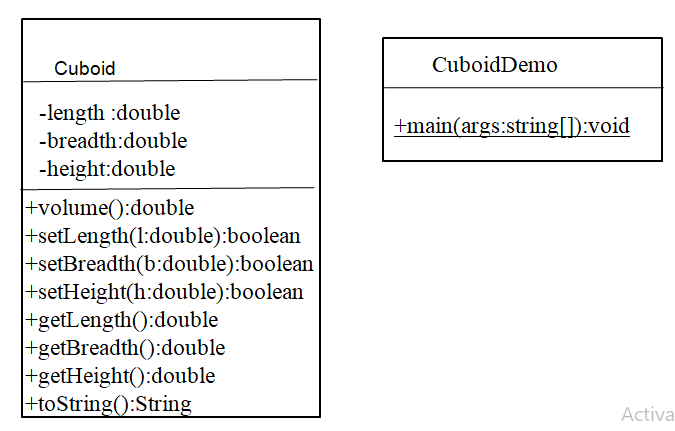 Cuboid
-length :double
-breadth:double
-height:double
+volume():double
+setLength(l:double):boolean
+setBreadth(b:double):boolean
+setHeight(h:double):boolean
+getLength():double
+getBreadth():double
+getHeight():double
+toString():String
CuboidDemo
+main(args:string[]):void
Activa